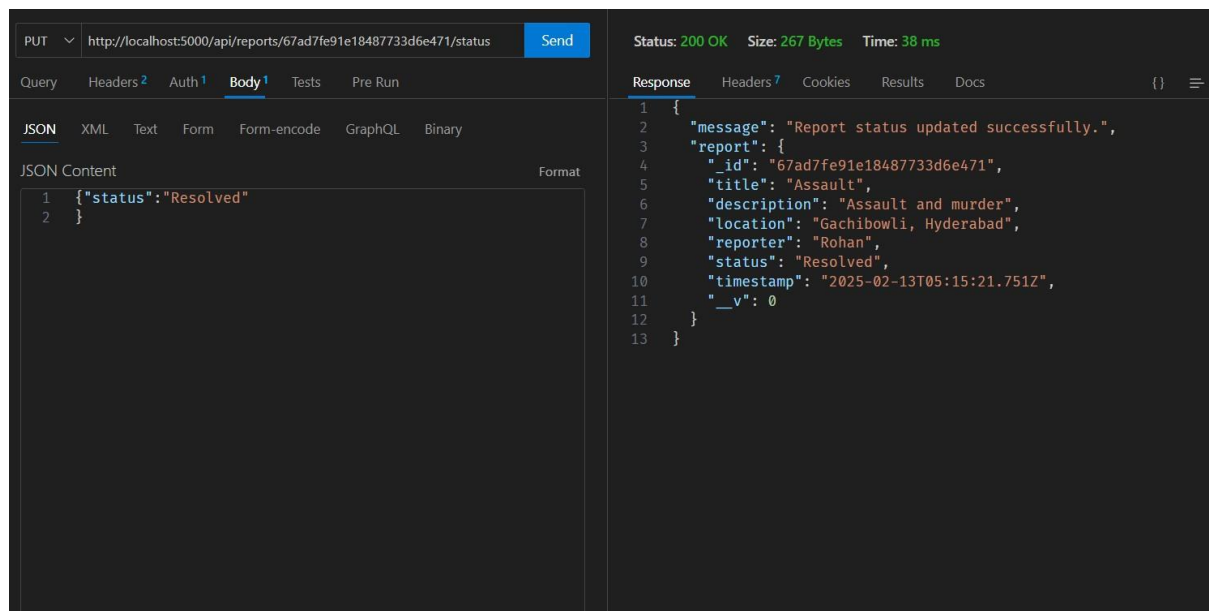 PUT http://localhost:5000/api/reports/67ad7fe91e18487733d6e471/status Send
Query Headers 2 Auth 1 Body 1 Tests Pre Run
JSON XML Text Form Form-encode GraphQL Binary
JSON Content Format
1 {"status":"Resolved"
2 }
Status: 200 OK Size: 267 Bytes Time: 38 ms
Response Headers 7 Cookies Results Docs {}
1 {
2 "message": "Report status updated successfully.",
3 "report": {
4 "_id": "67ad7fe91e18487733d6e471",
5 "title": "Assault",
6 "description": "Assault and murder",
7 "location": "Gachibowli, Hyderabad",
8 "reporter": "Rohan",
9 "status": "Resolved",
10 "timestamp": "2025-02-13T05:15:21.751Z",
11 "__v": 0
12 }
13 }